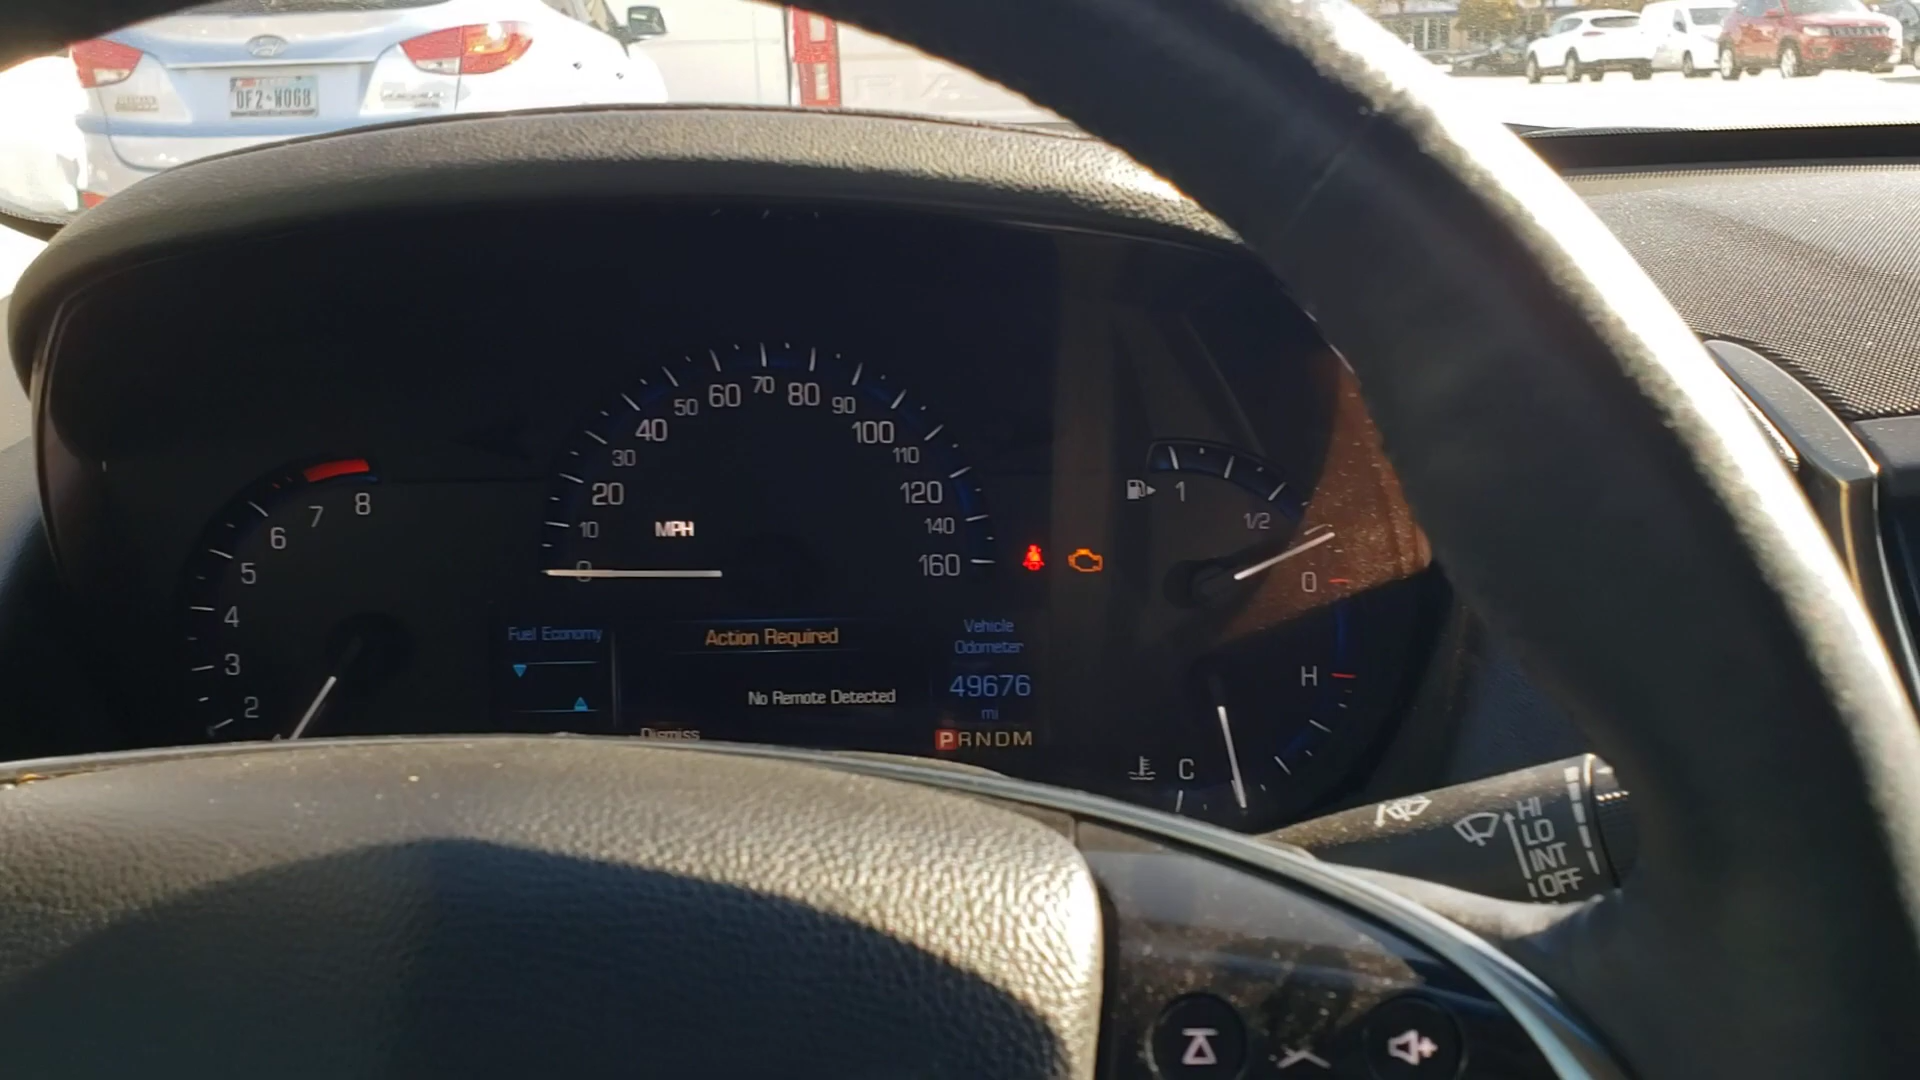 DF2★W068
8
7
6
5
4
3
2
0
10
20
30
40
50
60
70
80
90
100
110
120
140
160
MPH
1
1/2
0
H
C
Fuel Economy
Action Required
No Remote Detected
Dismiss
Vehicle
Odometer
49676
mi
PRNDM
HI
LO
INT
OFF